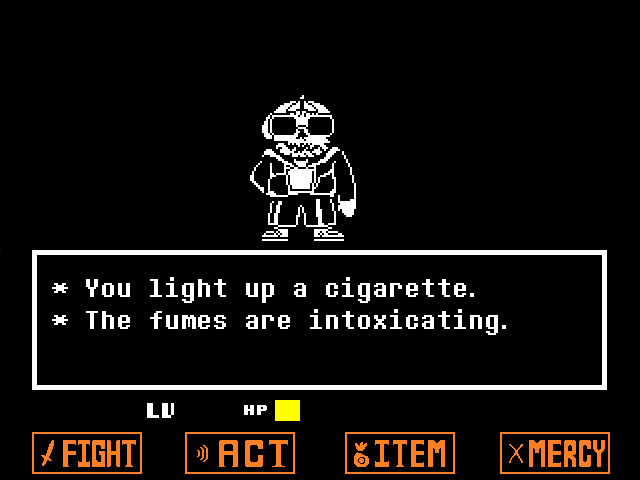 * You light up a cigarette.
* The fumes are intoxicating.
LV HP
FIGHT ACT ITEM MERCY